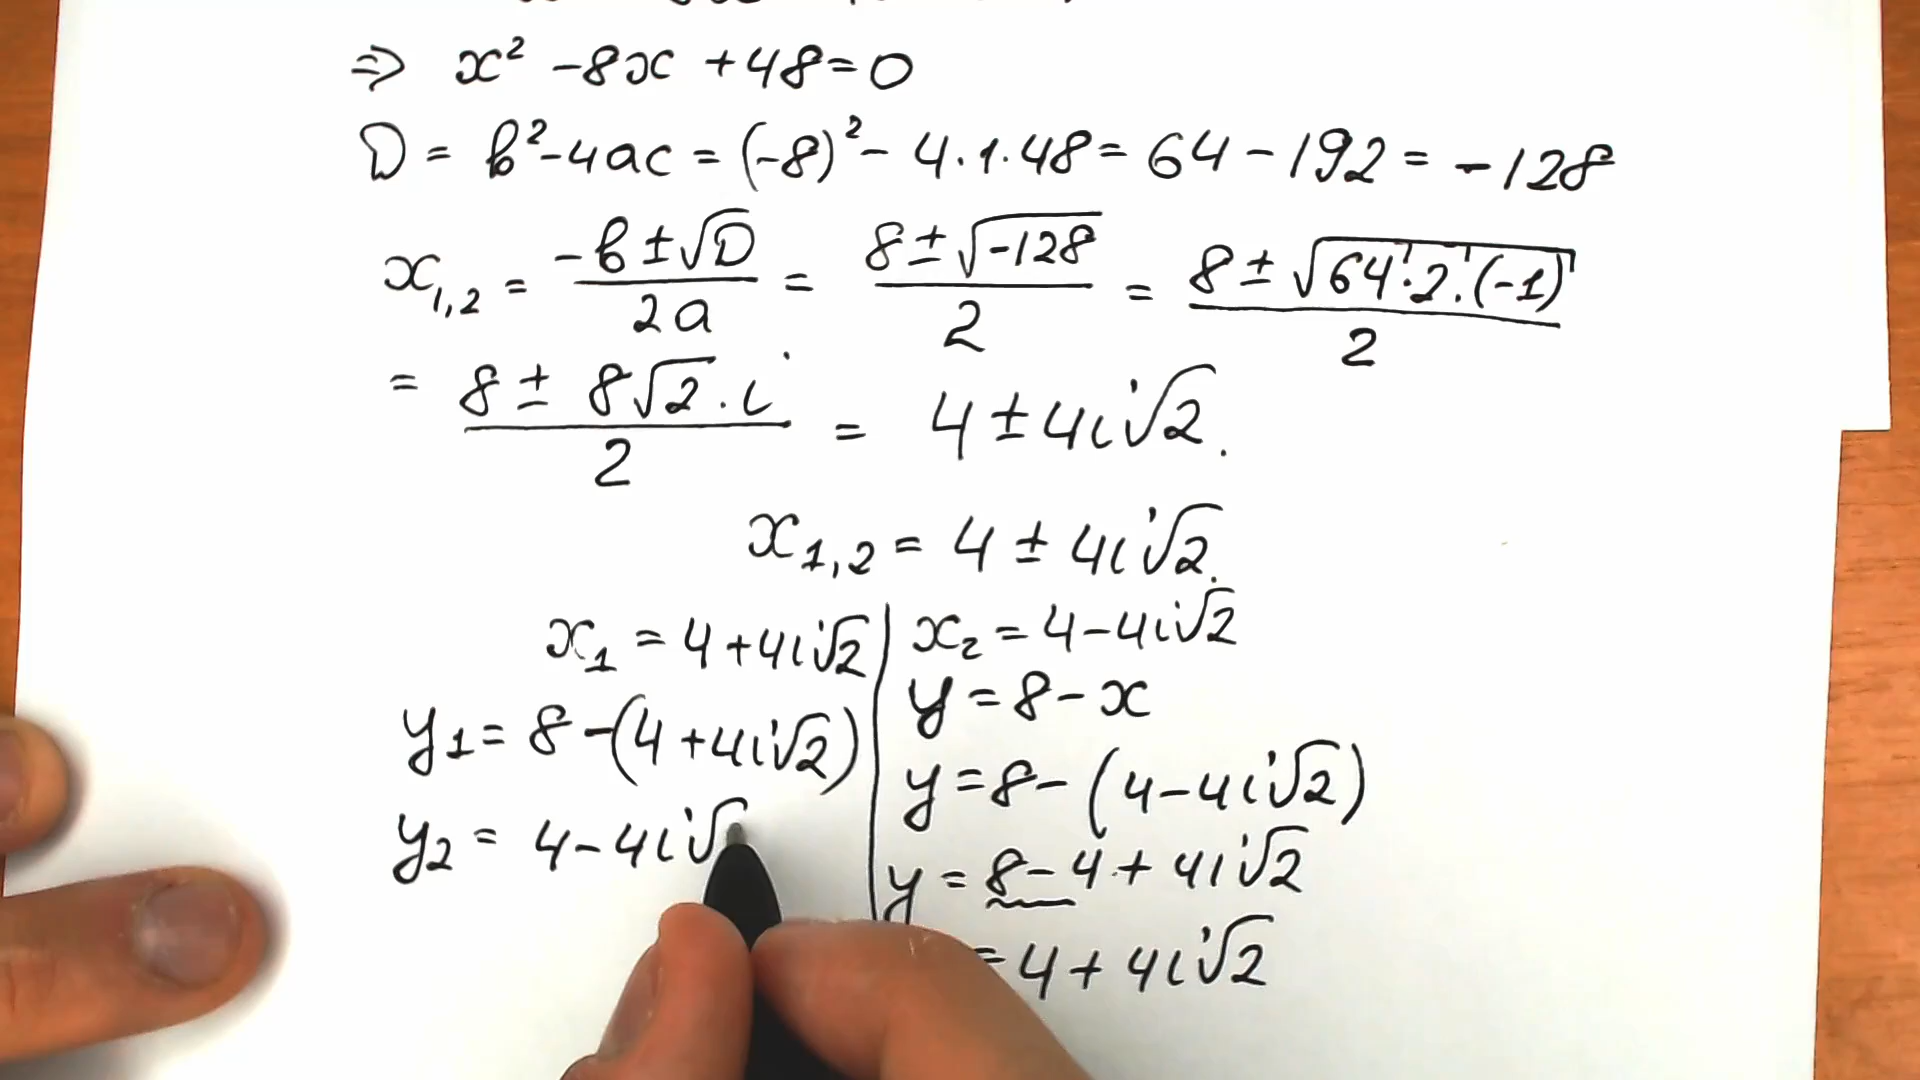 ⇒ x² - 8x + 48 = 0
D = b² - 4ac = (-8)² - 4·1·48 = 64 - 192 = -128
x₁,₂ = (-b ± √D)/(2a) = (8 ± √(-128))/2 = (8 ± √(64·2·(-1)))/2
= (8 ± 8√2·i)/2 = 4 ± 4i√2.
x₁,₂ = 4 ± 4i√2.
x₁ = 4 + 4i√2
y₁ = 8 - (4 + 4i√2)
y₂ = 4 - 4i√
x₂ = 4 - 4i√2
y = 8 - x
y = 8 - (4 - 4i√2)
y = 8 - 4 + 4i√2
= 4 + 4i√2